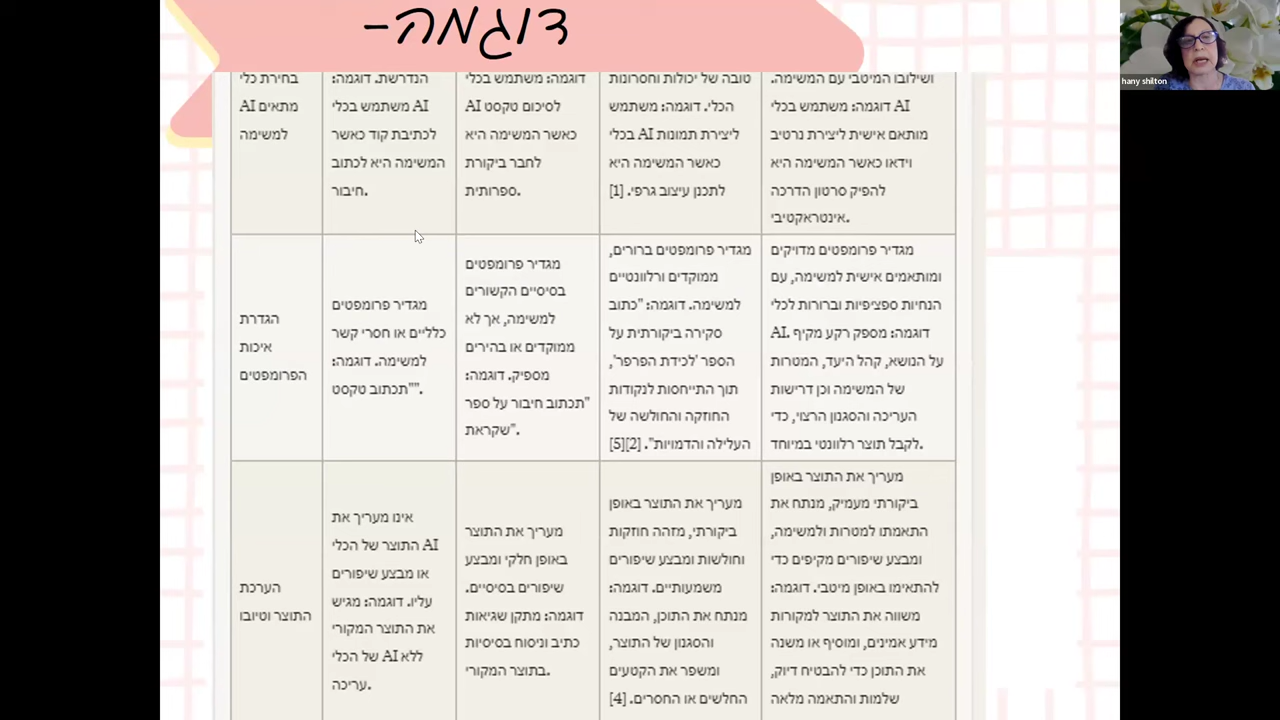 דוגמה-
hany shilton
בחירת כלי
AI מתאים
למשימה
הנדרשת. דוגמה:
AI משתמש בכלי
לכתיבת קוד כאשר
המשימה היא לכתוב
חיבור.
דוגמה: משתמש בכלי
AI לסיכום טקסט
כאשר המשימה היא
לחבר ביקורת
ספרותית.
טובה של יכולות וחסרונות
הכלי. דוגמה: משתמש
בכלי AI ליצירת תמונות
כאשר המשימה היא
לתכנן עיצוב גרפי. [1]
ושילובו המיטבי עם המשימה.
AI דוגמה: משתמש בכלי
מותאם אישית ליצירת נרטיב
וידאו כאשר המשימה היא
להפיק סרטון הדרכה
אינטראקטיבי.
הגדרת
איכות
הפרומפטים
מגדיר פרומפטים
כלליים או חסרי קשר
למשימה. דוגמה:
""תכתוב טקסט.
מגדיר פרומפטים
בסיסיים הקשורים
למשימה, אך לא
ממוקדים או בהירים
מספיק. דוגמה:
"תכתוב חיבור על ספר
שקראת".
מגדיר פרומפטים ברורים,
ממוקדים ורלוונטיים
למשימה. דוגמה: "כתוב
סקירה ביקורתית על
הספר 'לכידת הפרפר',
תוך התייחסות לנקודות
החוזקה והחולשה של
העלילה והדמויות". [2][5]
מגדיר פרומפטים מדויקים
ומותאמים אישית למשימה, עם
הנחיות ספציפיות וברורות לכלי
AI. דוגמה: מספק רקע מקיף
על הנושא, קהל היעד, המטרות
של המשימה וכן דרישות
העריכה והסגנון הרצוי, כדי
לקבל תוצר רלוונטי במיוחד.
הערכת
התוצר וטיובו
אינו מעריך את
AI התוצר של הכלי
או מבצע שיפורים
עליו. דוגמה: מגיש
את התוצר המקורי
ללא AI של הכלי
עריכה.
מעריך את התוצר
באופן חלקי ומבצע
שיפורים בסיסיים.
דוגמה: מתקן שגיאות
כתיב וניסוח בסיסיות
בתוצר המקורי.
מעריך את התוצר באופן
ביקורתי, מזהה חוזקות
וחולשות ומבצע שיפורים
משמעותיים. דוגמה:
מנתח את התוכן, המבנה
והסגנון של התוצר,
ומשפר את הקטעים
החלשים או החסרים. [4]
מעריך את התוצר באופן
ביקורתי מעמיק, מנתח את
התאמתו למטרות ולמשימה,
ומבצע שיפורים מקיפים כדי
להתאימו באופן מיטבי. דוגמה:
משווה את התוצר למקורות
מידע אמינים, ומוסיף או משנה
את התוכן כדי להבטיח דיוק,
שלמות והתאמה מלאה